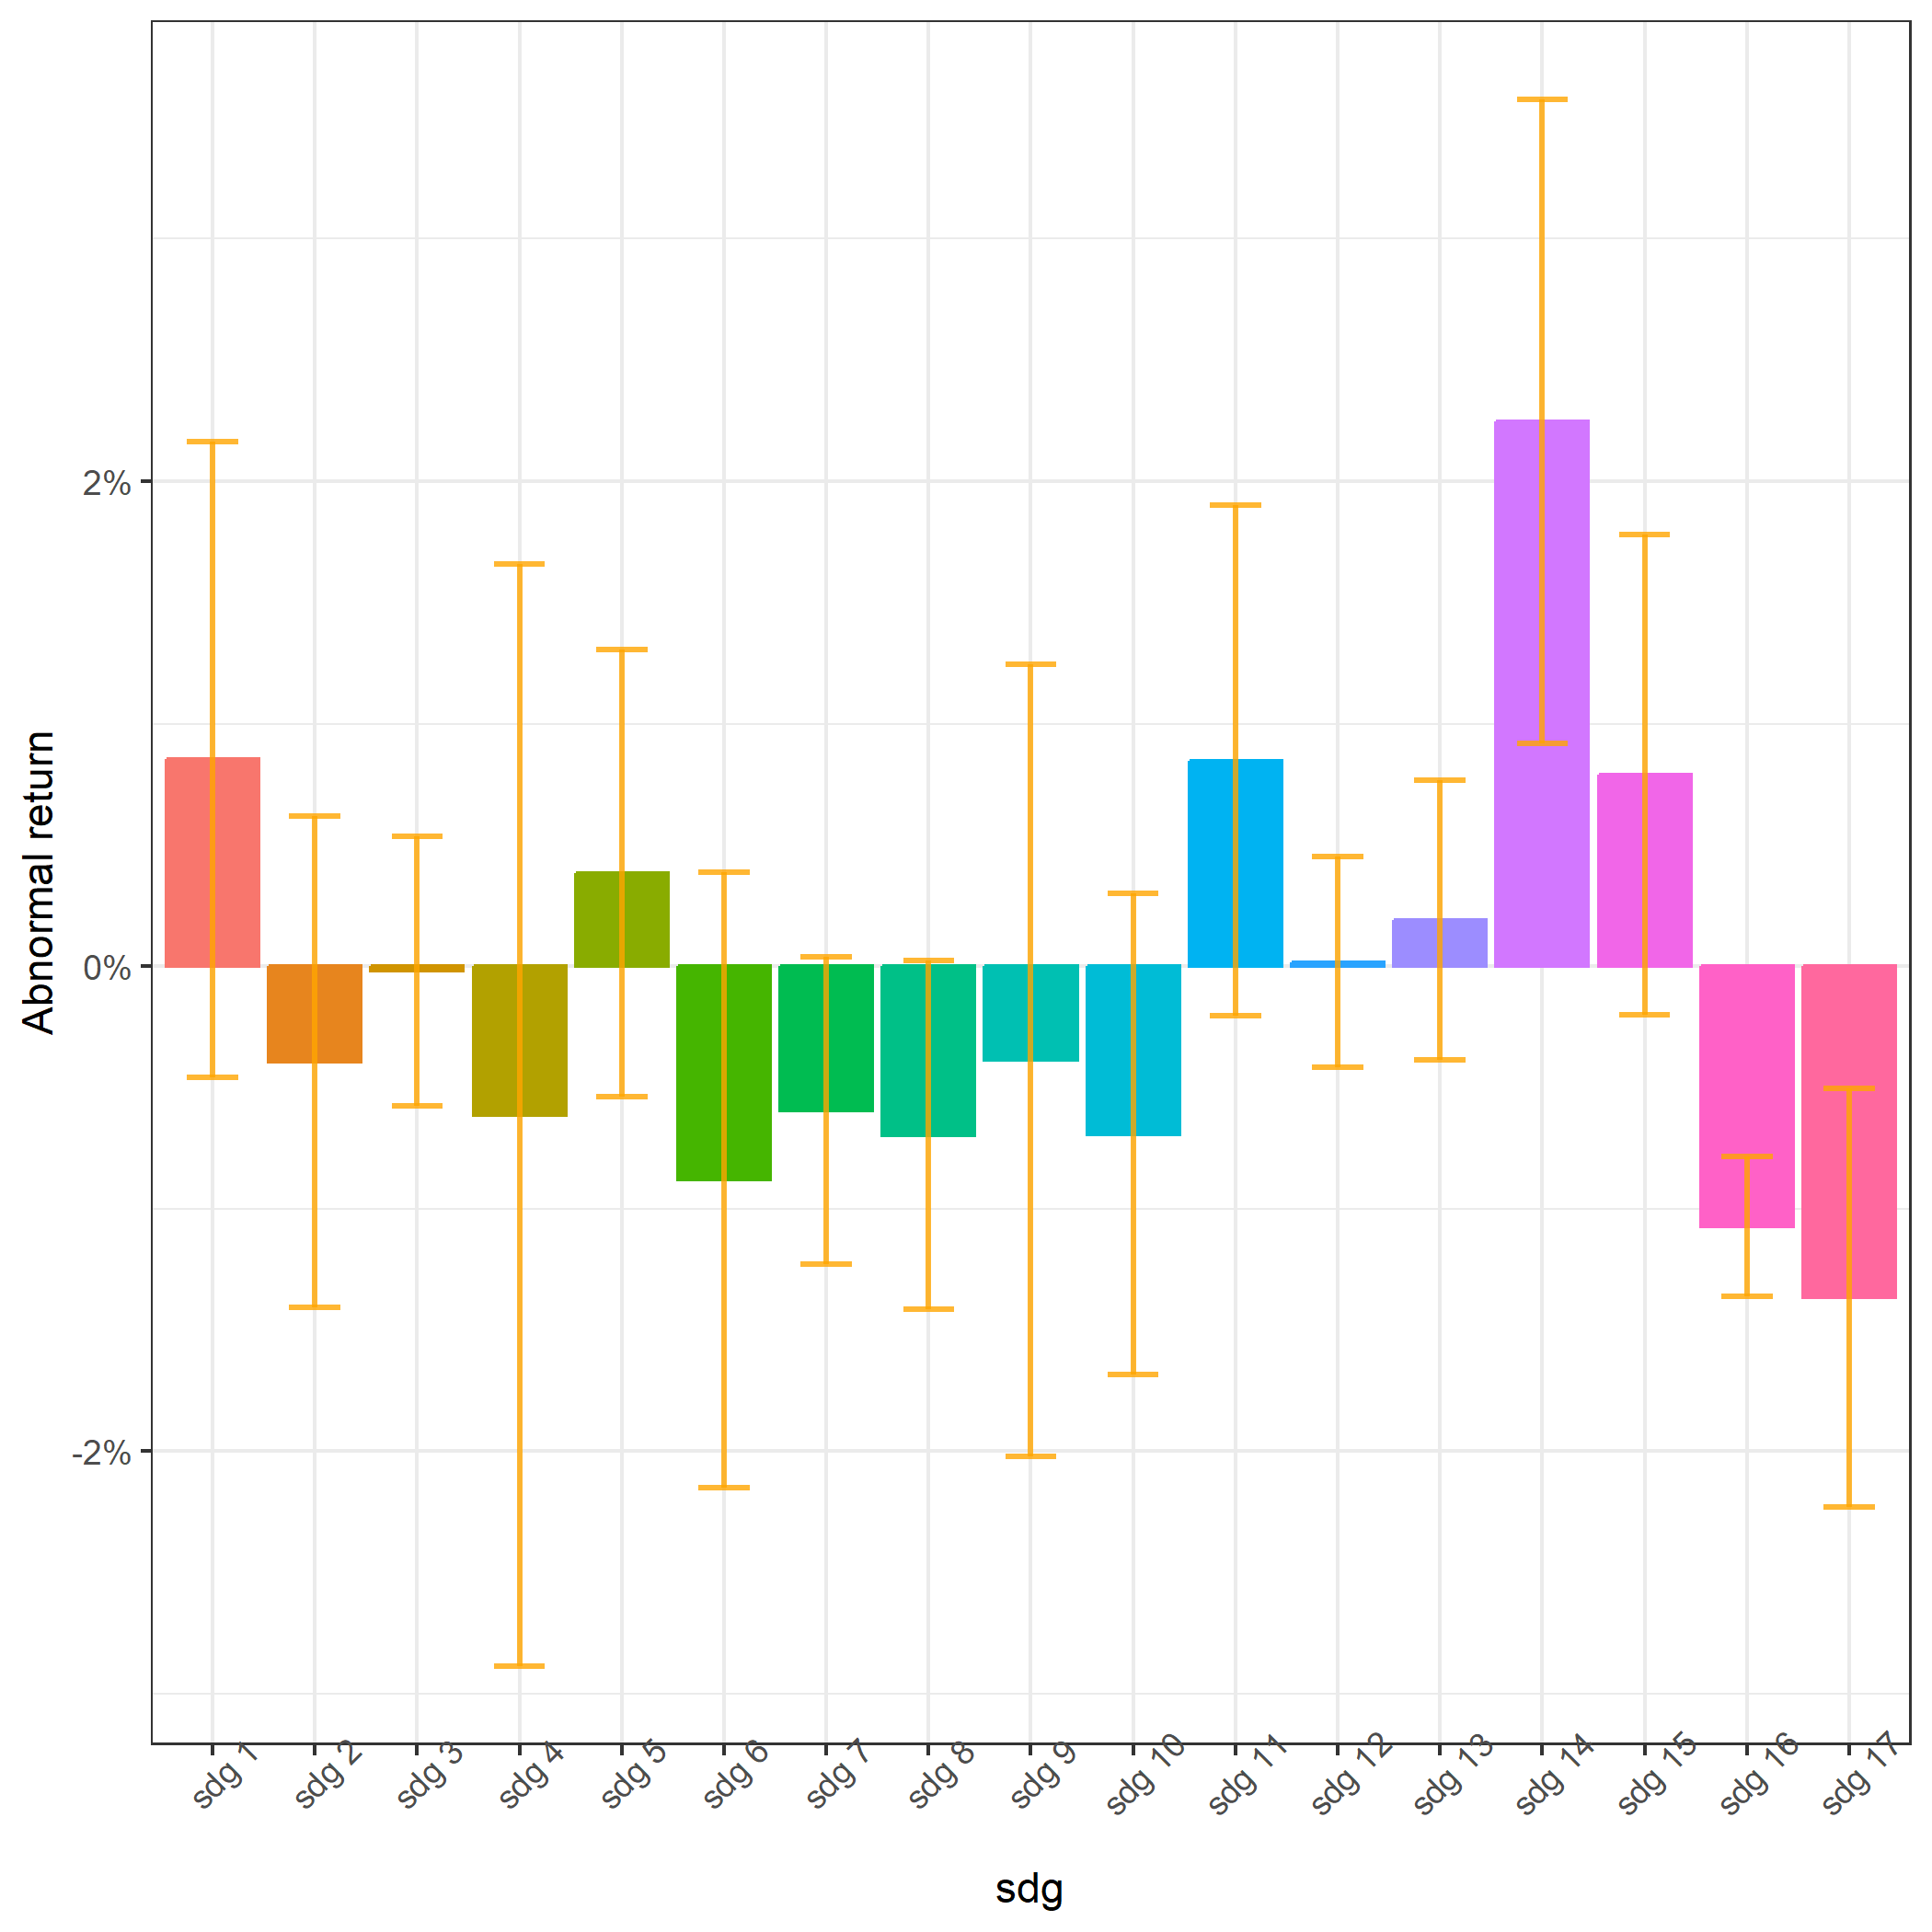 Abnormal return
2%
0%
-2%
sdg 1
sdg 2
sdg 3
sdg 4
sdg 5
sdg 6
sdg 7
sdg 8
sdg 9
sdg 10
sdg 11
sdg 12
sdg 13
sdg 14
sdg 15
sdg 16
sdg 17
sdg